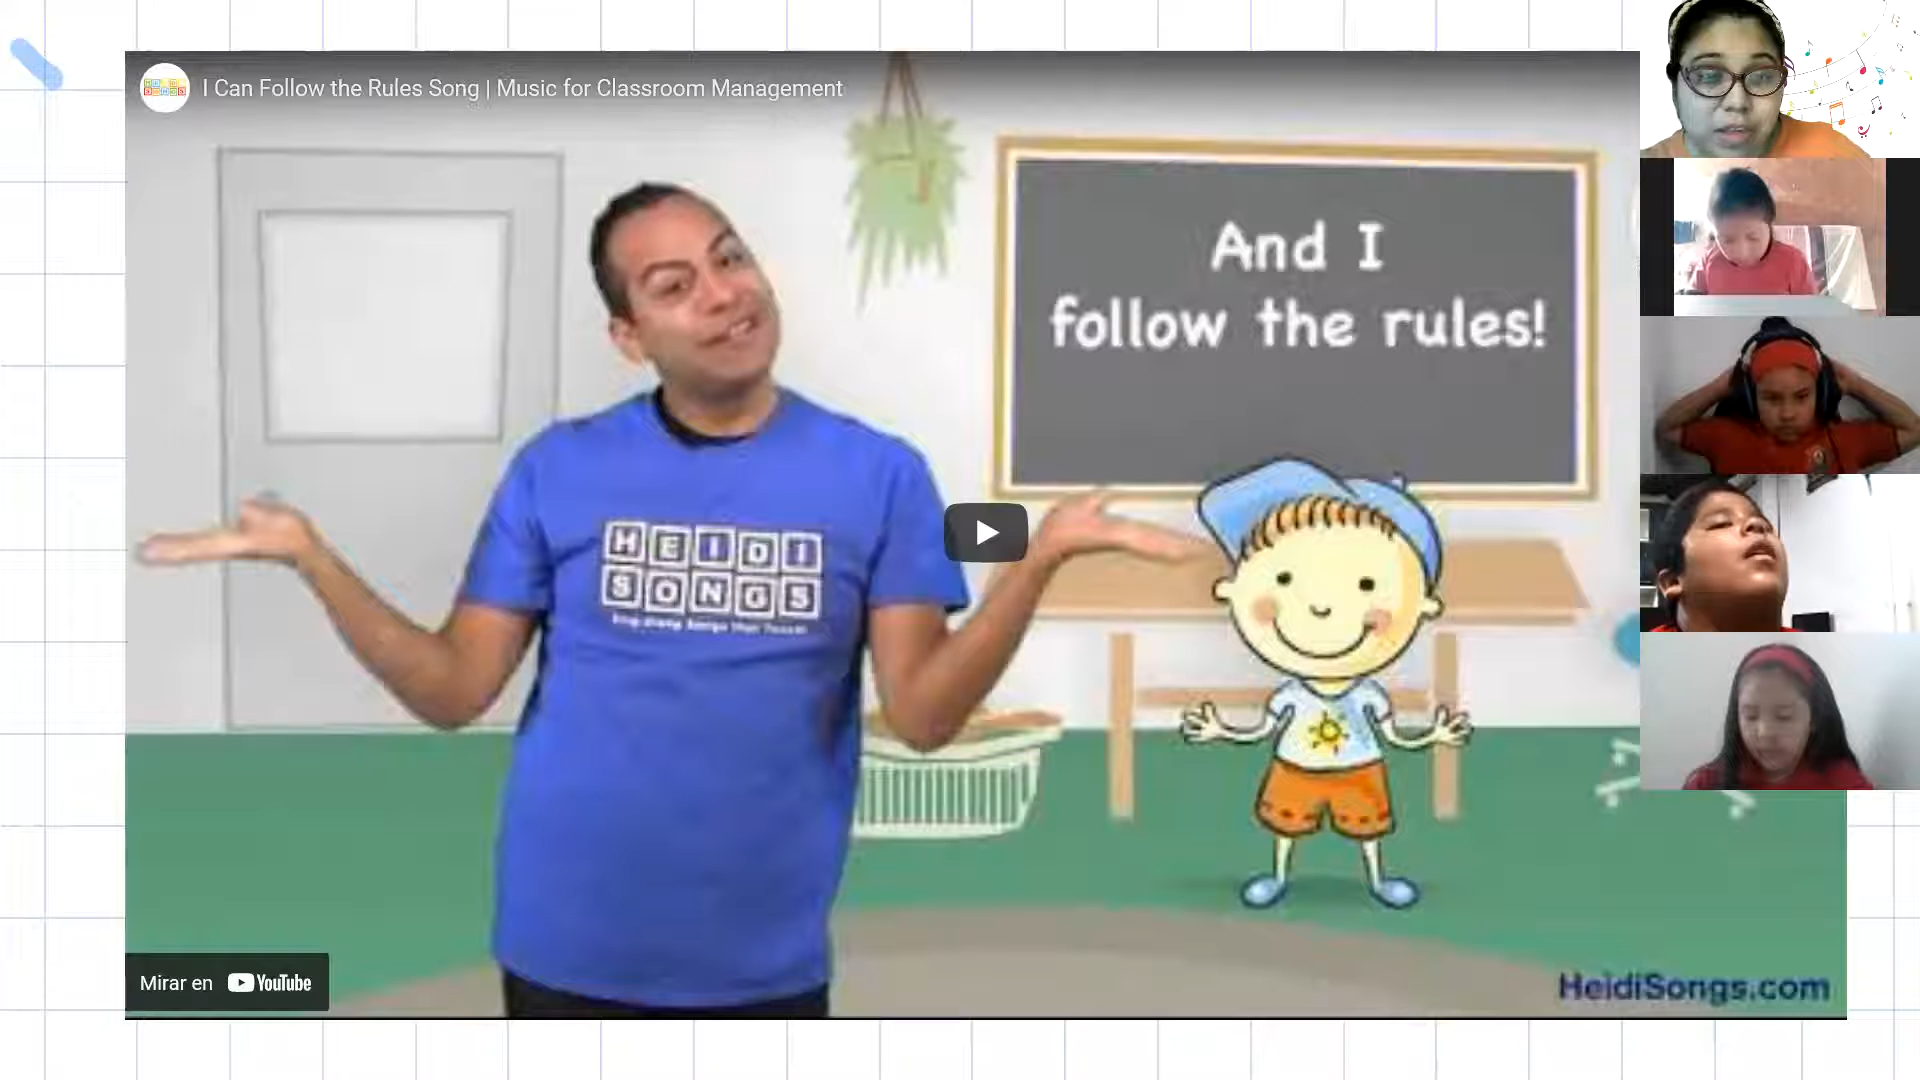 I Can Follow the Rules Song | Music for Classroom Management
And I
follow the rules!
HEIDI
SONGS
Mirar en YouTube
HeidiSongs.com